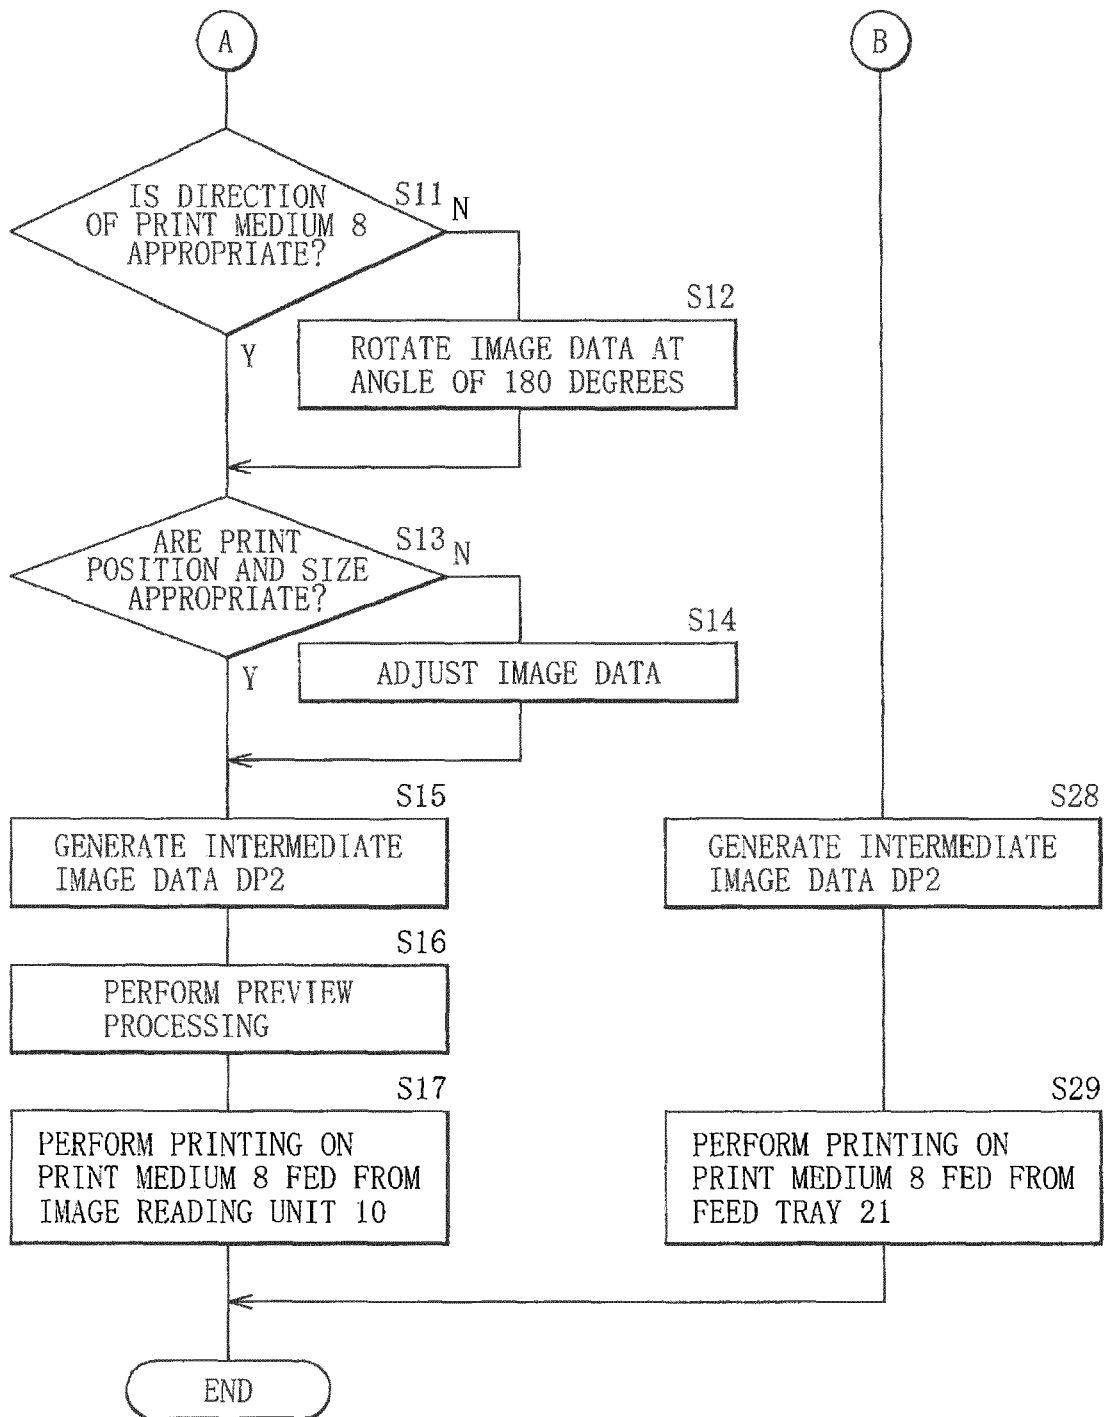 A
B
IS DIRECTION
OF PRINT MEDIUM 8
APPROPRIATE?
S11
N
Y
S12
ROTATE IMAGE DATA AT
ANGLE OF 180 DEGREES
ARE PRINT
POSITION AND SIZE
APPROPRIATE?
S13
N
Y
S14
ADJUST IMAGE DATA
S15
GENERATE INTERMEDIATE
IMAGE DATA DP2
S28
GENERATE INTERMEDIATE
IMAGE DATA DP2
S16
PERFORM PREVIEW
PROCESSING
S17
PERFORM PRINTING ON
PRINT MEDIUM 8 FED FROM
IMAGE READING UNIT 10
S29
PERFORM PRINTING ON
PRINT MEDIUM 8 FED FROM
FEED TRAY 21
END